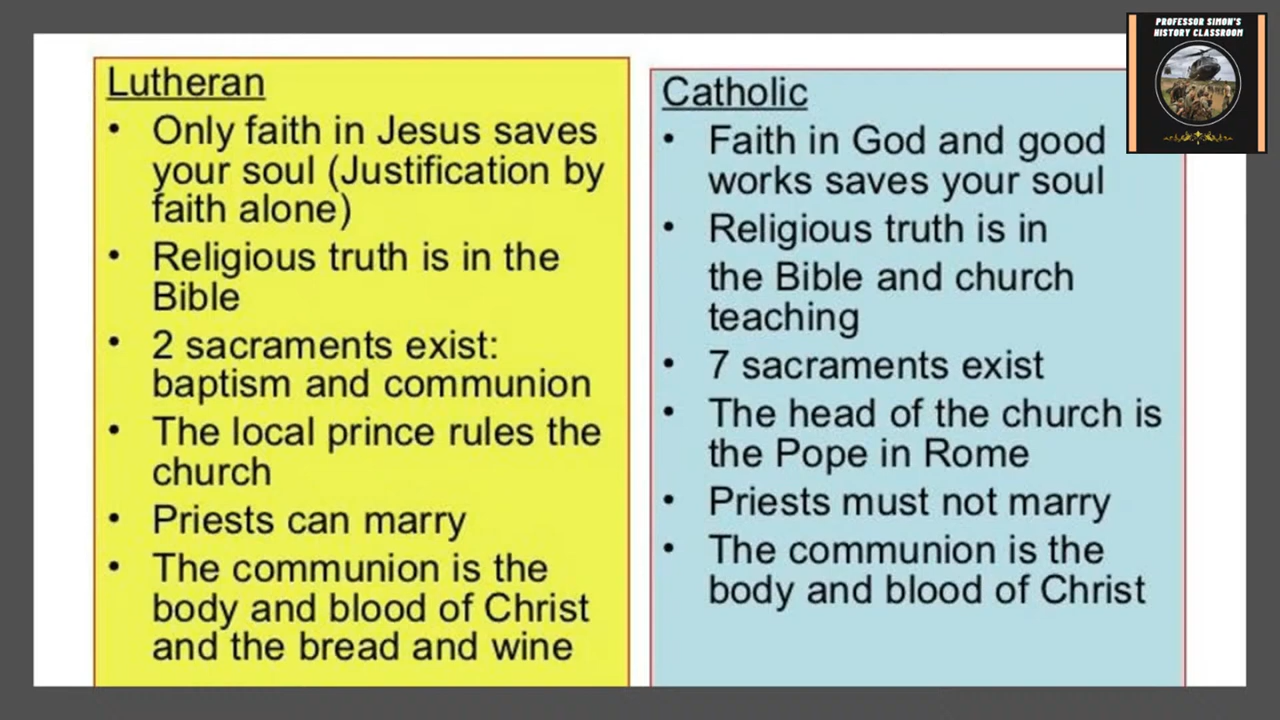 PROFESSOR SIMON'S
HISTORY CLASSROOM
Lutheran
• Only faith in Jesus saves
your soul (Justification by
faith alone)
• Religious truth is in the
Bible
• 2 sacraments exist:
baptism and communion
• The local prince rules the
church
• Priests can marry
• The communion is the
body and blood of Christ
and the bread and wine
Catholic
• Faith in God and good
works saves your soul
• Religious truth is in
the Bible and church
teaching
• 7 sacraments exist
• The head of the church is
the Pope in Rome
• Priests must not marry
• The communion is the
body and blood of Christ